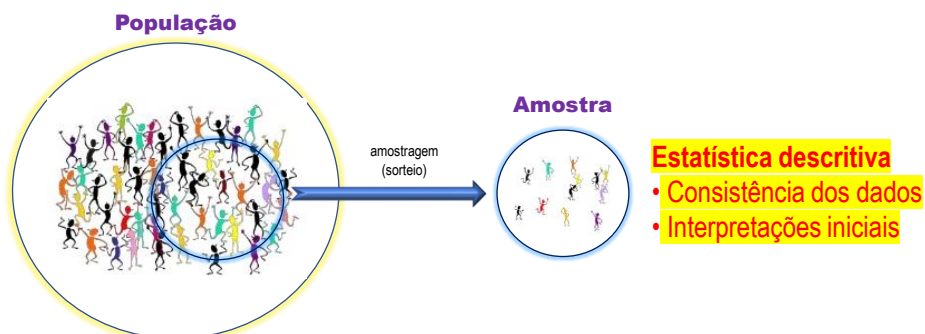 População
Amostra
amostragem
(sorteio)
Estatística descritiva
• Consistência dos dados
• Interpretações iniciais